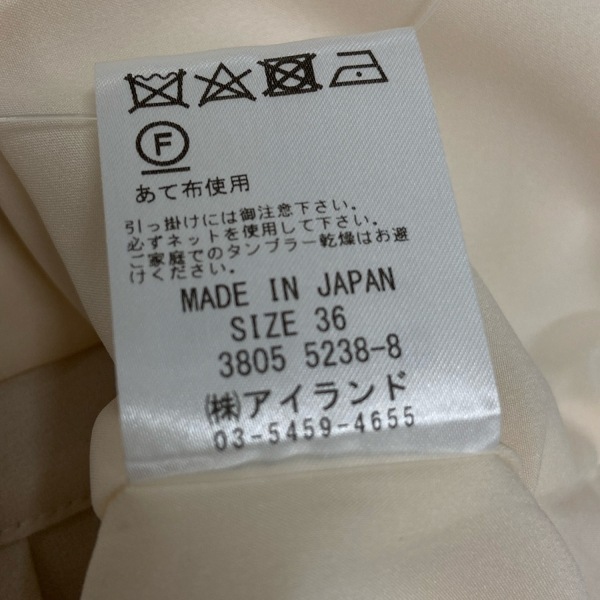 F
あて布使用
引っ掛けには御注意下さい。
必ずネットを使用して下さい。
ご家庭でのタンブラー乾燥はお避
けください。
MADE IN JAPAN
SIZE 36
3805 5238-8
㈱アイランド
03-5459-4655